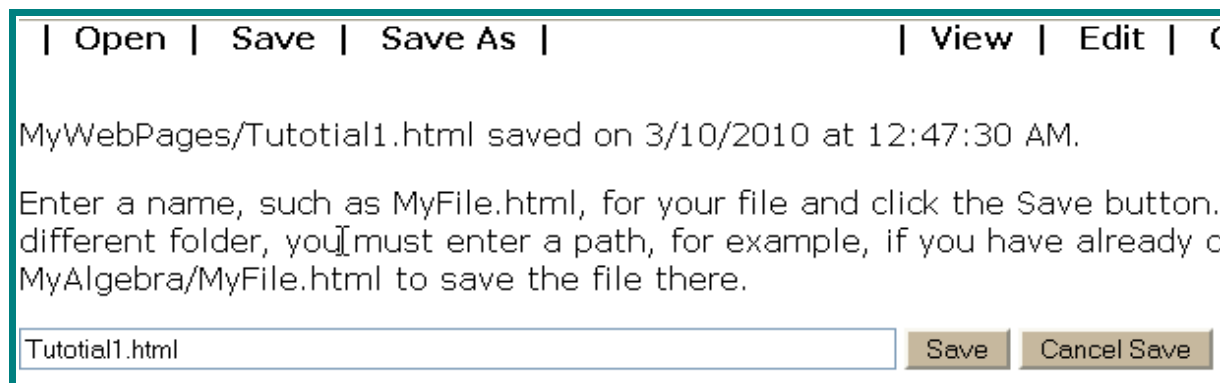 | Open | Save | Save As | | View | Edit |
MyWebPages/Tutotial1.html saved on 3/10/2010 at 12:47:30 AM.
Enter a name, such as MyFile.html, for your file and click the Save button.
different folder, you must enter a path, for example, if you have already
MyAlgebra/MyFile.html to save the file there.
Tutotial1.html Save Cancel Save